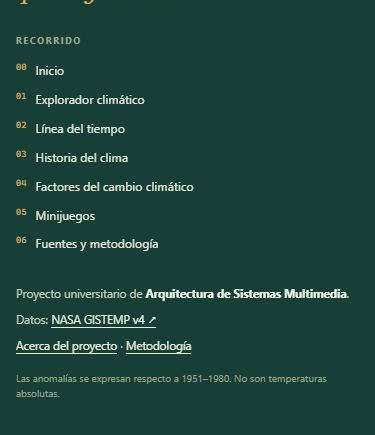 RECORRIDO
00 Inicio
01 Explorador climático
02 Línea del tiempo
03 Historia del clima
04 Factores del cambio climático
05 Minijuegos
06 Fuentes y metodología
Proyecto universitario de Arquitectura de Sistemas Multimedia.
Datos: NASA GISTEMP v4 ↗
Acerca del proyecto · Metodología
Las anomalías se expresan respecto a 1951–1980. No son temperaturas
absolutas.